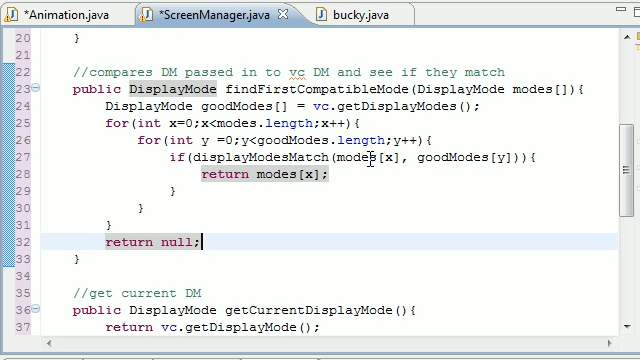 *Animation.java *ScreenManager.java bucky.java
20 }
21
22 //compares DM passed in to vc DM and see if they match
23 public DisplayMode findFirstCompatibleMode(DisplayMode modes[]){
24 DisplayMode goodModes[] = vc.getDisplayModes();
25 for(int x=0;x<modes.length;x++){
26 for(int y =0;y<goodModes.length;y++){
27 if(displayModesMatch(modes[x], goodModes[y])){
28 return modes[x];
29 }
30 }
31 }
32 return null;
33 }
34
35 //get current DM
36 public DisplayMode getCurrentDisplayMode(){
37 return vc.getDisplayMode();